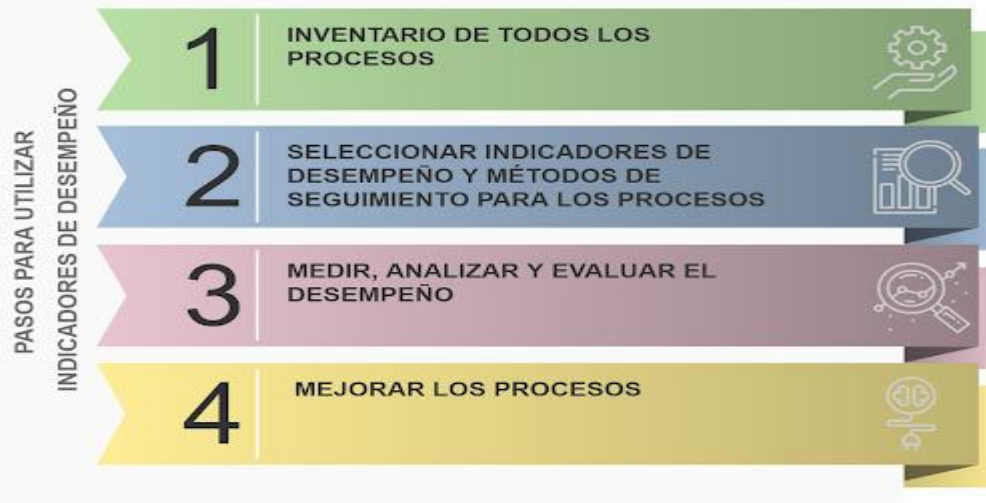 PASOS PARA UTILIZAR
INDICADORES DE DESEMPEÑO
1
INVENTARIO DE TODOS LOS
PROCESOS
2
SELECCIONAR INDICADORES DE
DESEMPEÑO Y MÉTODOS DE
SEGUIMIENTO PARA LOS PROCESOS
3
MEDIR, ANALIZAR Y EVALUAR EL
DESEMPEÑO
4
MEJORAR LOS PROCESOS